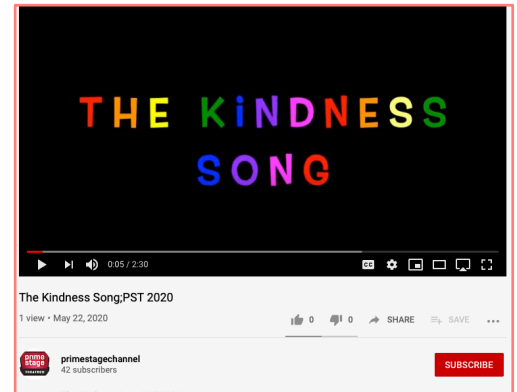 THE KiNDNESS
SONG
0:05 / 2:30
CC
The Kindness Song;PST 2020
1 view • May 22, 2020
0
0
SHARE
SAVE
prime
stage
THEATRE
primestagechannel
42 subscribers
SUBSCRIBE